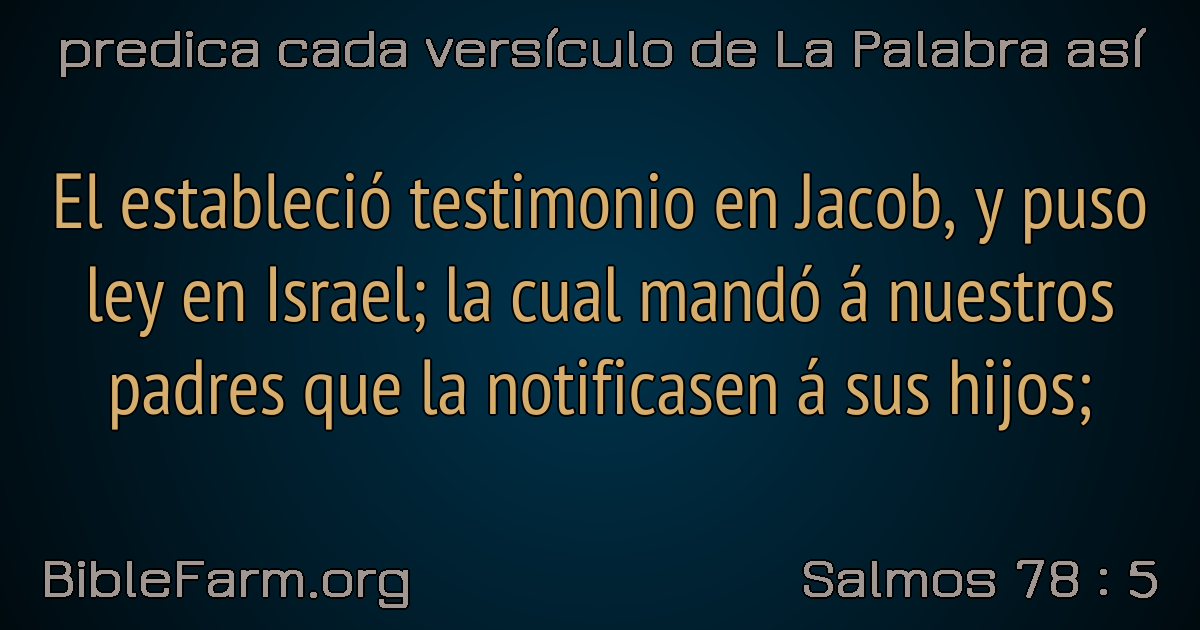 predica cada versículo de La Palabra así
El estableció testimonio en Jacob, y puso
ley en Israel; la cual mandó á nuestros
padres que la notificasen á sus hijos;
BibleFarm.org
Salmos 78 : 5